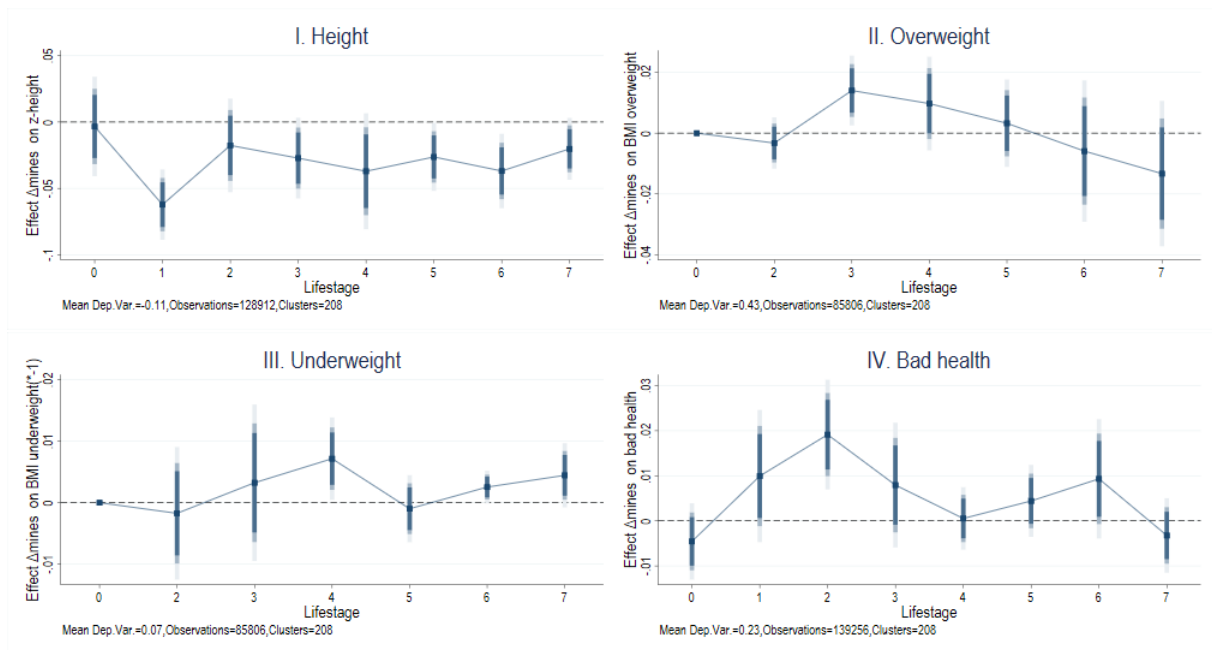 I. Height
Effect Δmines on z-height
.05
0
-.05
-.1
0 1 2 3 4 5 6 7
Lifestage
Mean Dep.Var.=-0.11,Observations=128912,Clusters=208
II. Overweight
Effect Δmines on BMI overweight
.02
0
-.02
-.04
0 2 3 4 5 6 7
Lifestage
Mean Dep.Var.=0.43,Observations=85806,Clusters=208
III. Underweight
Effect Δmines on BMI underweight(*-1)
.02
.01
0
-.01
0 2 3 4 5 6 7
Lifestage
Mean Dep.Var.=0.07,Observations=85806,Clusters=208
IV. Bad health
Effect Δmines on bad health
.03
.02
.01
0
-.01
0 1 2 3 4 5 6 7
Lifestage
Mean Dep.Var.=0.23,Observations=139256,Clusters=208